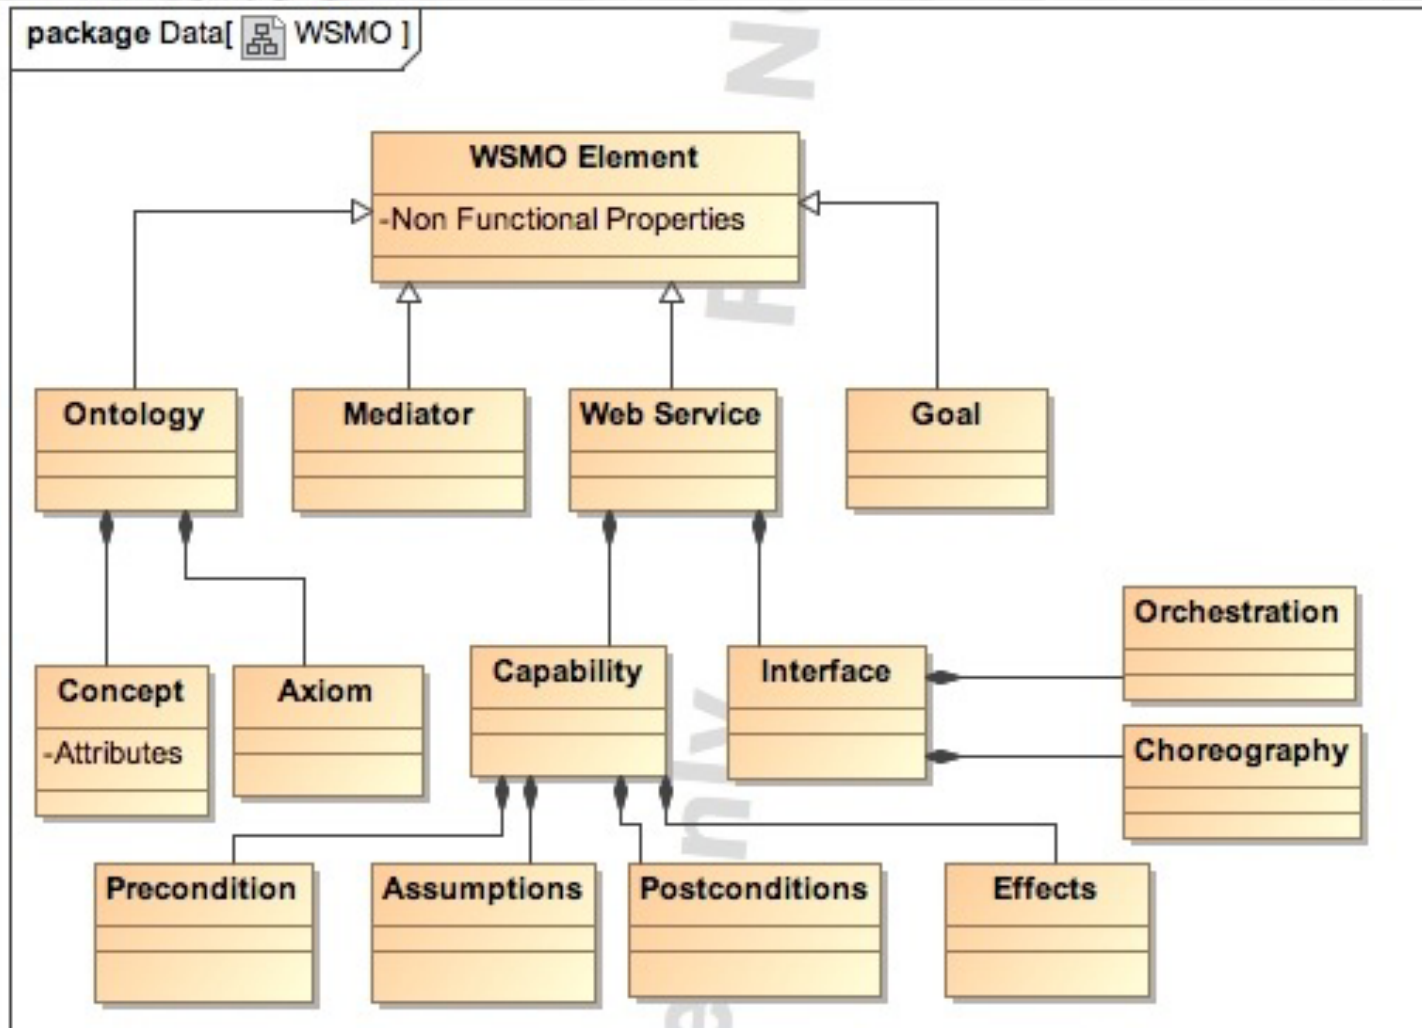 package Data[ WSMO ]
WSMO Element
-Non Functional Properties
Ontology
Mediator
Web Service
Goal
Concept
-Attributes
Axiom
Capability
Interface
Orchestration
Choreography
Precondition
Assumptions
Postconditions
Effects